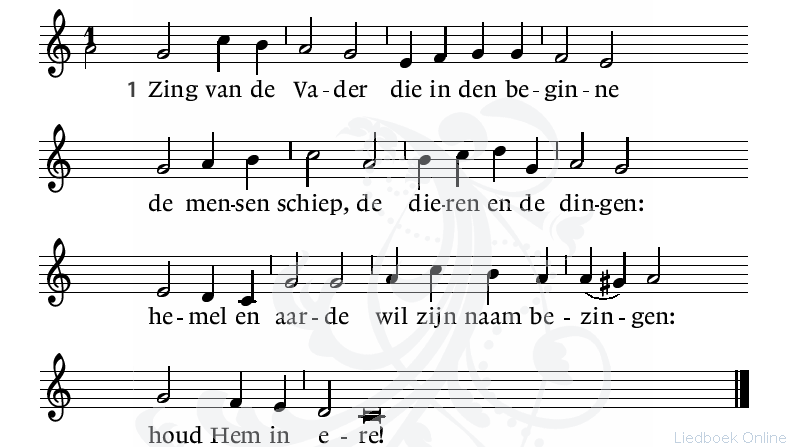 1
1 Zing van de Va - der die in den be - gin - ne
de men-sen schiep, de die-ren en de din-gen:
he - mel en aar - de wil zijn naam be - zin - gen:
houd Hem in e - re!
Liedboek Online